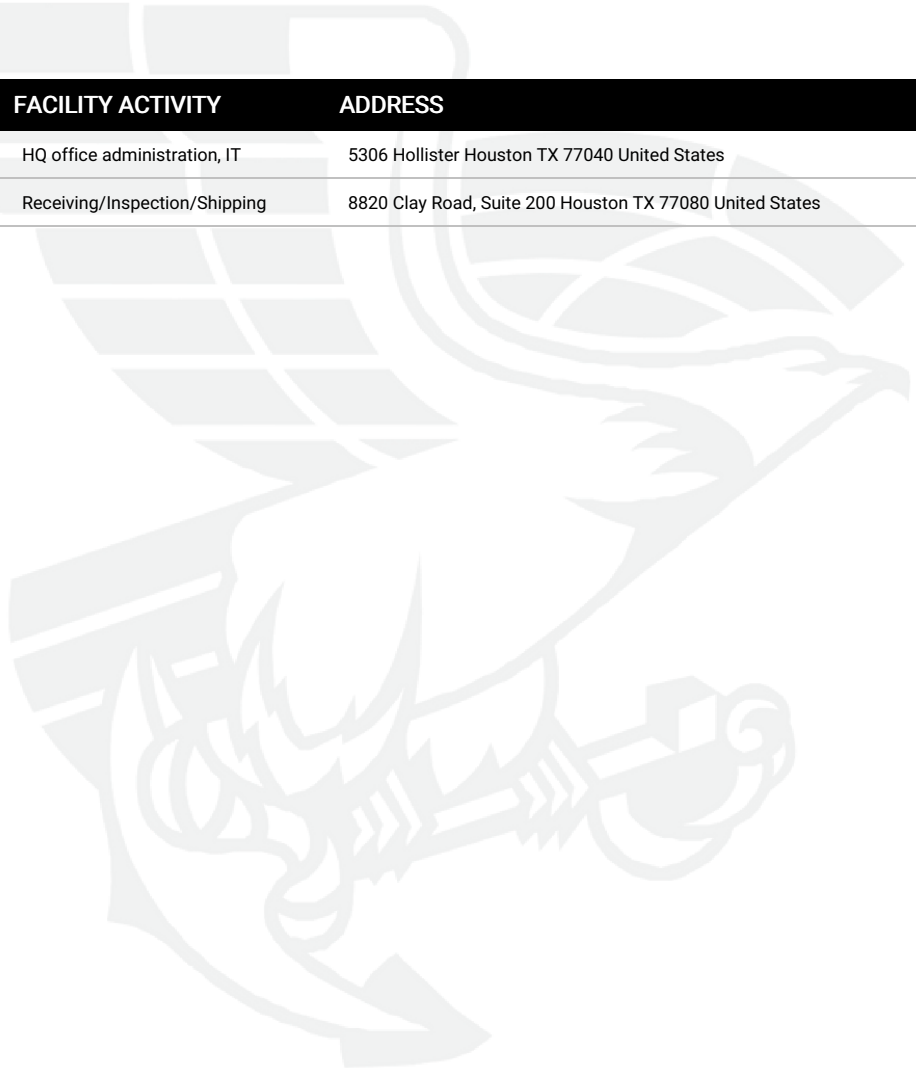 FACILITY ACTIVITY ADDRESS
HQ office administration, IT 5306 Hollister Houston TX 77040 United States
Receiving/Inspection/Shipping 8820 Clay Road, Suite 200 Houston TX 77080 United States